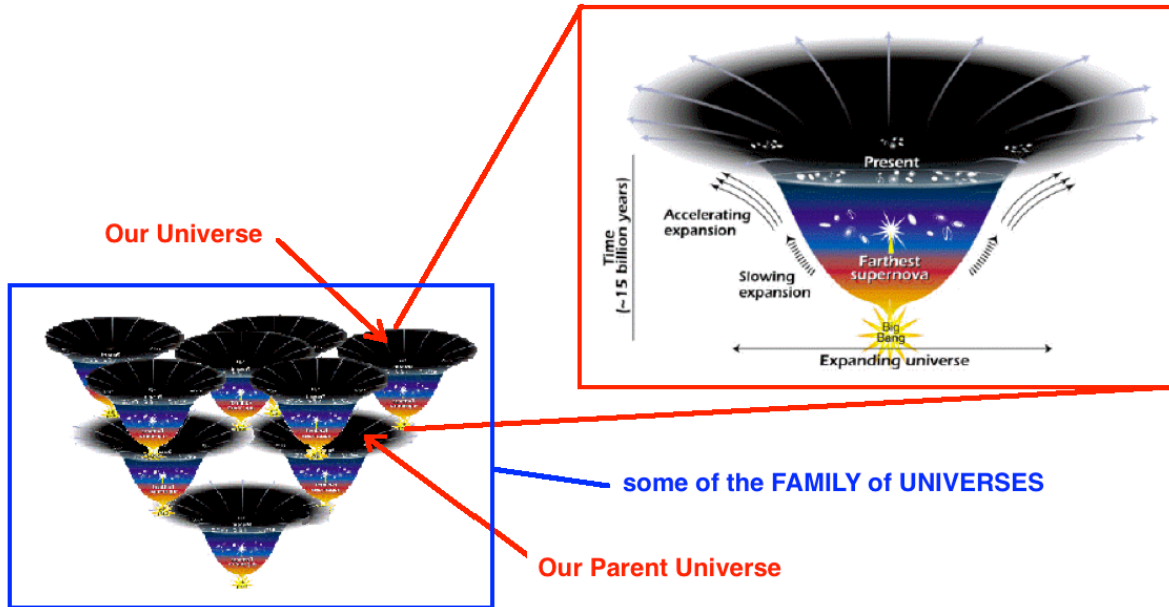 Present
Time
(~15 billion years)
Accelerating
expansion
Farthest
supernova
Slowing
expansion
Big
Bang
Expanding universe
Our Universe
some of the FAMILY of UNIVERSES
Our Parent Universe